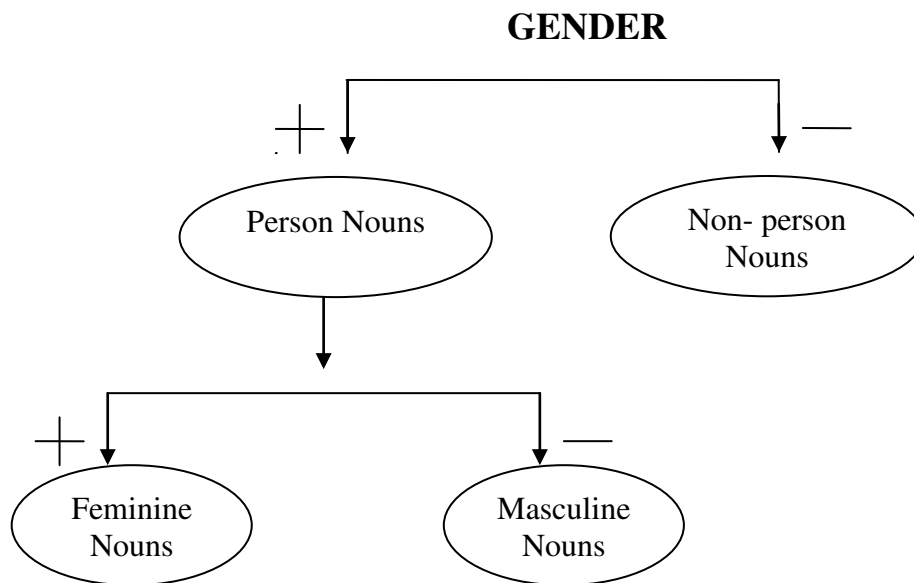 GENDER
+
—
Person Nouns
Non- person
Nouns
+
—
Feminine
Nouns
Masculine
Nouns